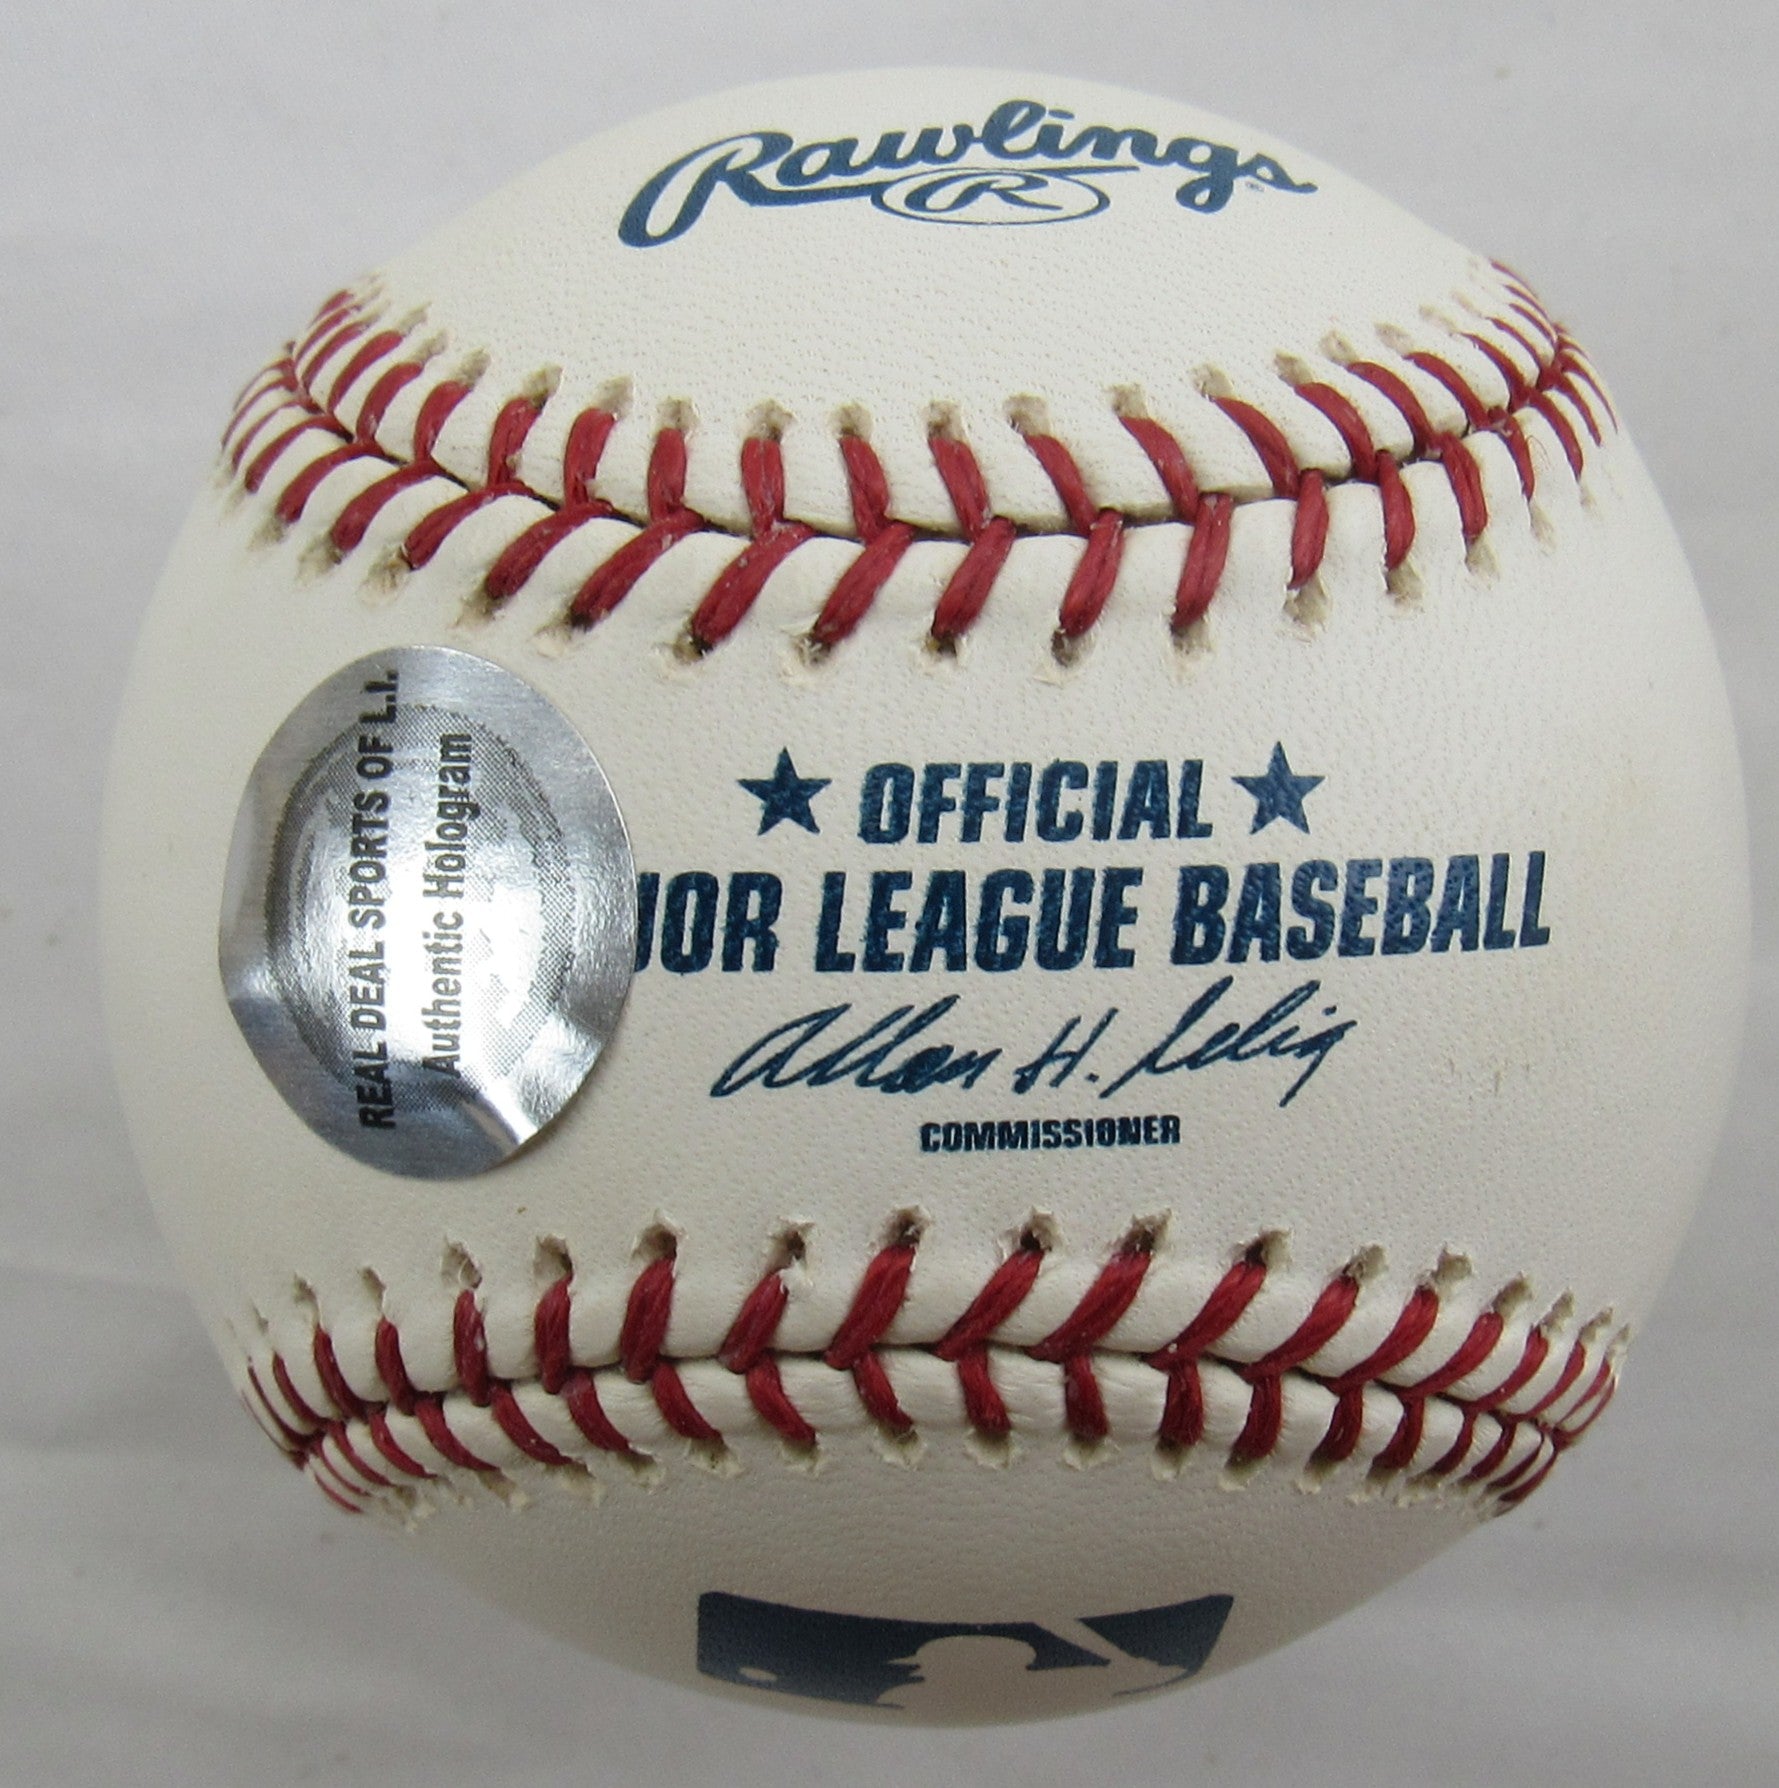 Rawlings
R
REAL DEAL SPORTS OF L.I.
Authentic Hologram
OFFICIAL
JOR LEAGUE BASEBALL
Allan H. Selig
COMMISSIONER